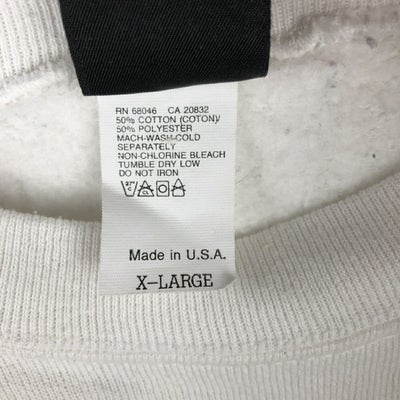 RN 58046 CA 20832
50% COTTON (COTON)/
50% POLYESTER
MACH-WASH-COLD
SEPARATELY
NON-CHLORINE BLEACH
TUMBLE DRY LOW
DO NOT IRON
Made in U.S.A.
X-LARGE